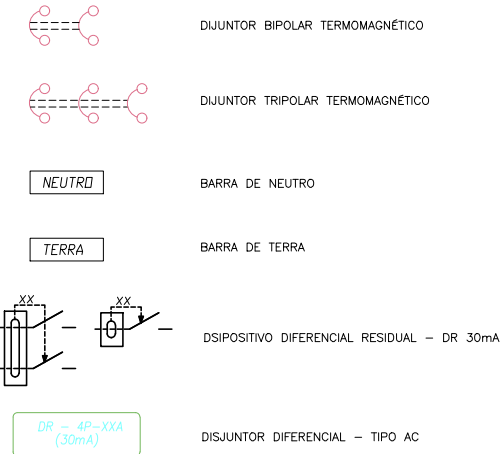 DIJUNTOR BIPOLAR TERMOMAGNÉTICO
DIJUNTOR TRIPOLAR TERMOMAGNÉTICO
NEUTRO BARRA DE NEUTRO
TERRA BARRA DE TERRA
XX XX
DSIPOSITIVO DIFERENCIAL RESIDUAL – DR 30mA
DR – 4P–XXA
(30mA)
DISJUNTOR DIFERENCIAL – TIPO AC